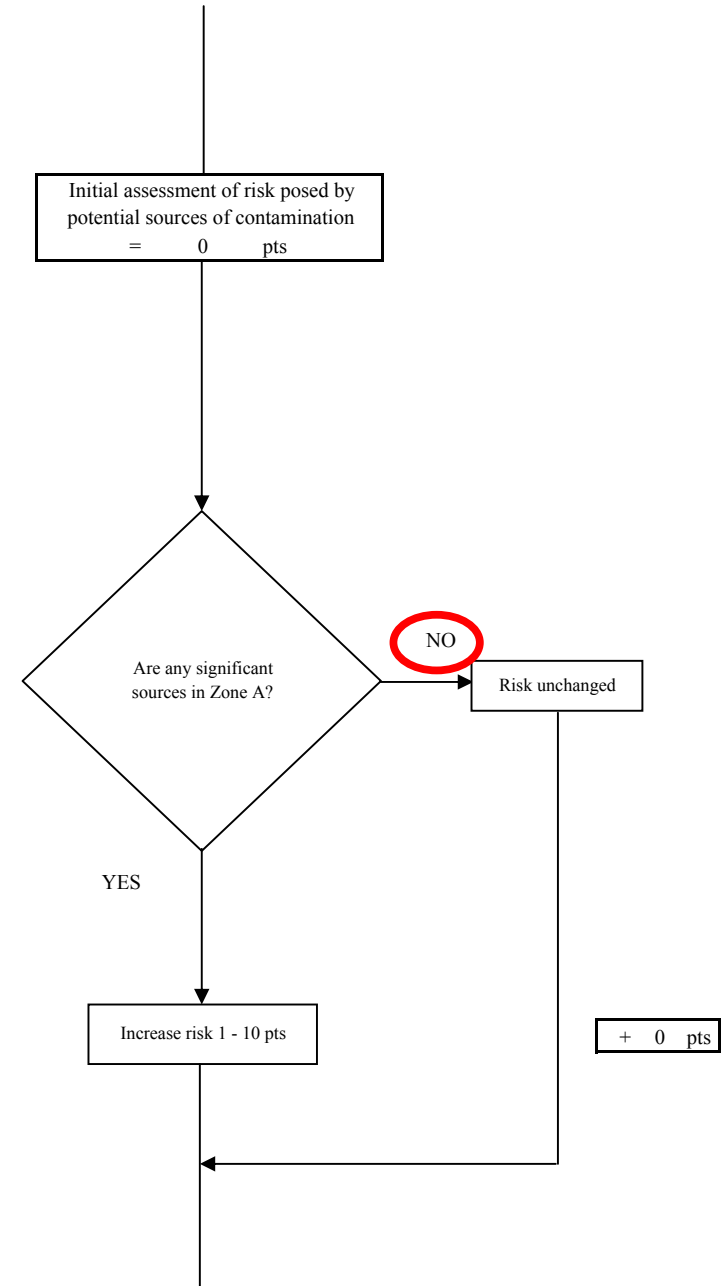 Initial assessment of risk posed by
potential sources of contamination
= 0 pts
NO
Are any significant
sources in Zone A?
Risk unchanged
YES
Increase risk 1 - 10 pts
+ 0 pts